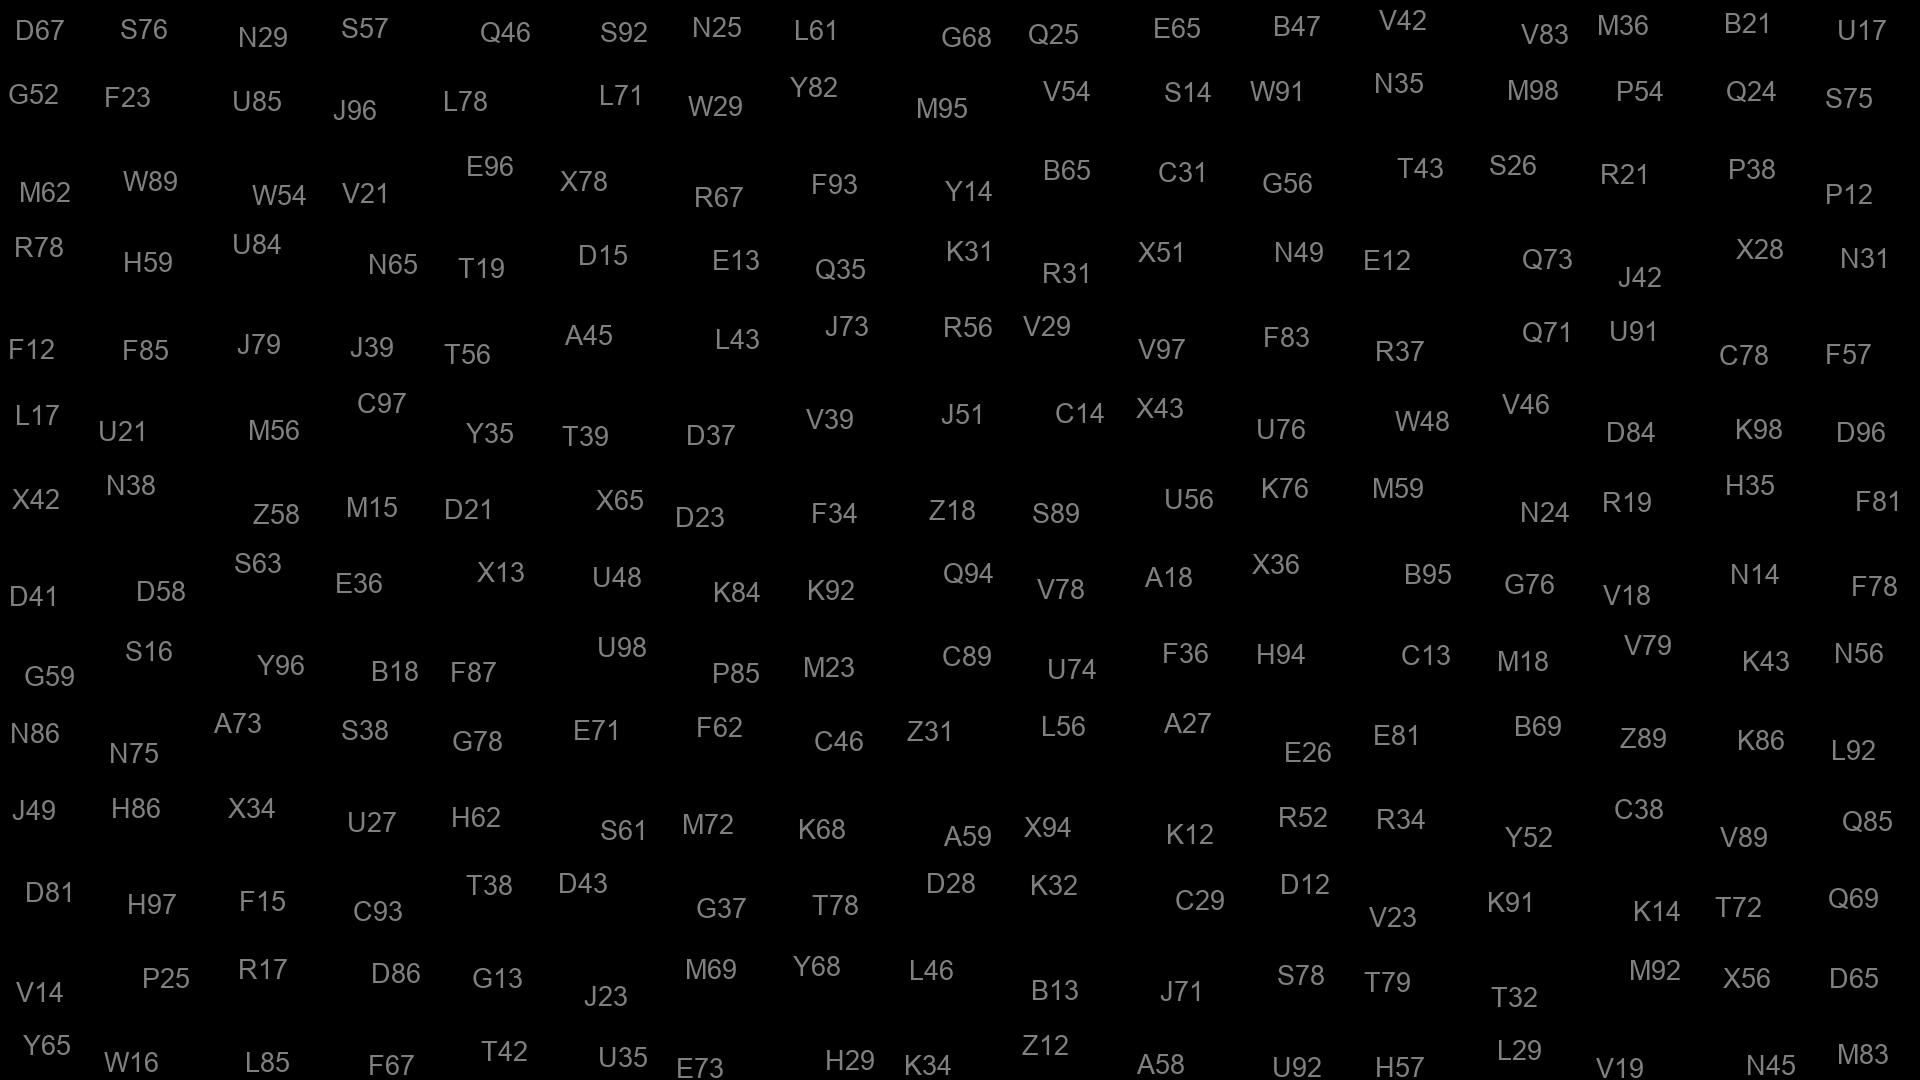 D67 S76 N29 S57 Q46 S92 N25 L61 G68 Q25 E65 B47 V42 V83 M36 B21 U17
G52 F23 U85 J96 L78 L71 W29 Y82 M95 V54 S14 W91 N35 M98 P54 Q24 S75
M62 W89 W54 V21 E96 X78 R67 F93 Y14 B65 C31 G56 T43 S26 R21 P38 P12
R78 H59 U84 N65 T19 D15 E13 Q35 K31 R31 X51 N49 E12 Q73 J42 X28 N31
F12 F85 J79 J39 T56 A45 L43 J73 R56 V29 V97 F83 R37 Q71 U91 C78 F57
L17 U21 M56 C97 Y35 T39 D37 V39 J51 C14 X43 U76 W48 V46 D84 K98 D96
X42 N38 Z58 M15 D21 X65 D23 F34 Z18 S89 U56 K76 M59 N24 R19 H35 F81
D41 D58 S63 E36 X13 U48 K84 K92 Q94 V78 A18 X36 B95 G76 V18 N14 F78
G59 S16 Y96 B18 F87 U98 P85 M23 C89 U74 F36 H94 C13 M18 V79 K43 N56
N86 N75 A73 S38 G78 E71 F62 C46 Z31 L56 A27 E26 E81 B69 Z89 K86 L92
J49 H86 X34 U27 H62 S61 M72 K68 A59 X94 K12 R52 R34 Y52 C38 V89 Q85
D81 H97 F15 C93 T38 D43 G37 T78 D28 K32 C29 D12 V23 K91 K14 T72 Q69
V14 P25 R17 D86 G13 J23 M69 Y68 L46 B13 J71 S78 T79 T32 M92 X56 D65
Y65 W16 L85 F67 T42 U35 E73 H29 K34 Z12 A58 U92 H57 L29 V19 N45 M83